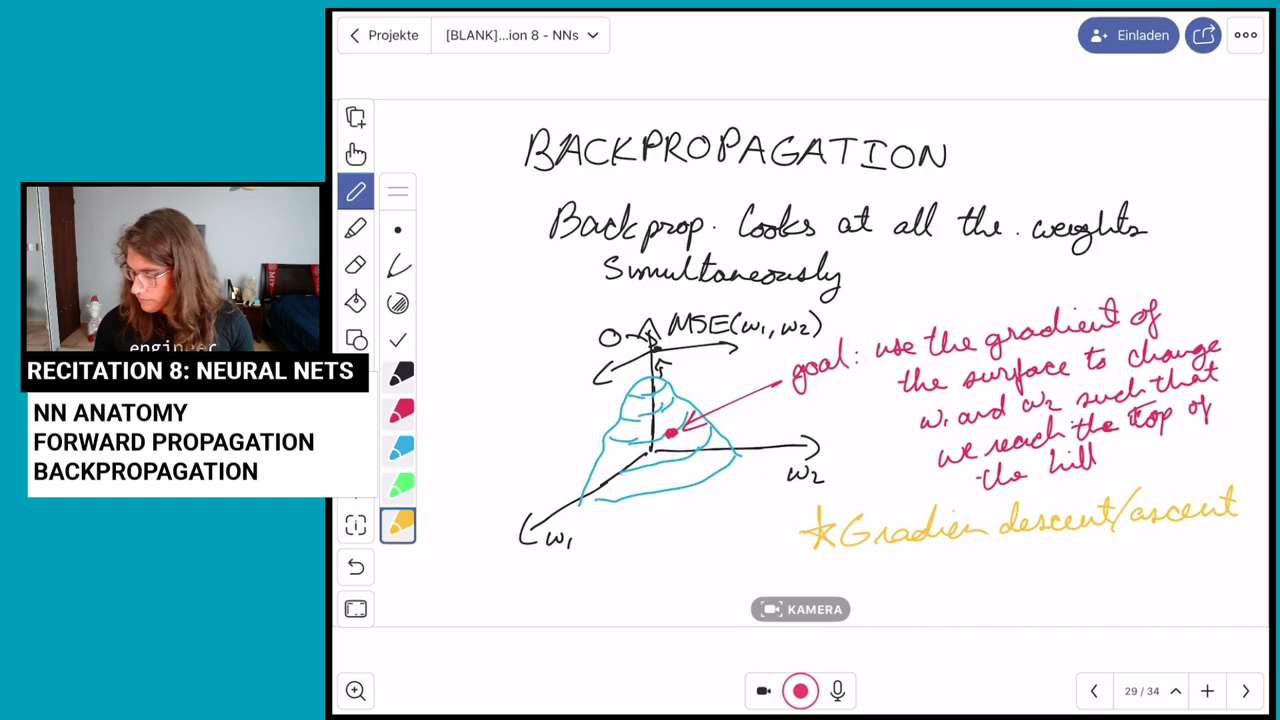 Projekte
[BLANK]...ion 8 - NNs
Einladen
BACKPROPAGATION
Backprop. looks at all the weights
simultaneously
0
MSE(w1, w2)
goal: use the gradient of
the surface to change
w1 and w2 such that
we reach the top of
the hill
w2
w1
Gradien descent/ascent
engineer
RECITATION 8: NEURAL NETS
NN ANATOMY
FORWARD PROPAGATION
BACKPROPAGATION
KAMERA
29 / 34